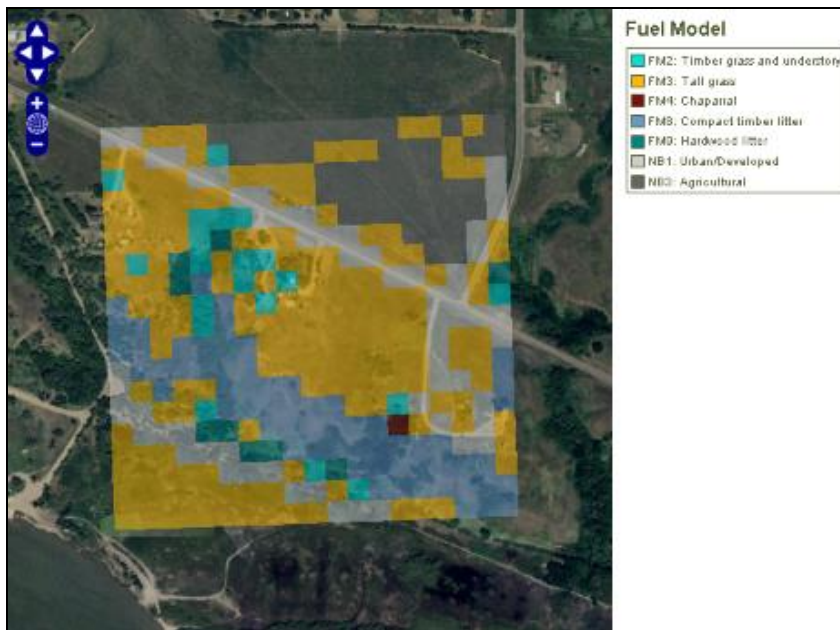 Fuel Model
FM2: Timber grass and understory
FM3: Tall grass
FM4: Chaparral
FM8: Compact timber litter
FM9: Hardwood litter
NB1: Urban/Developed
NB3: Agricultural